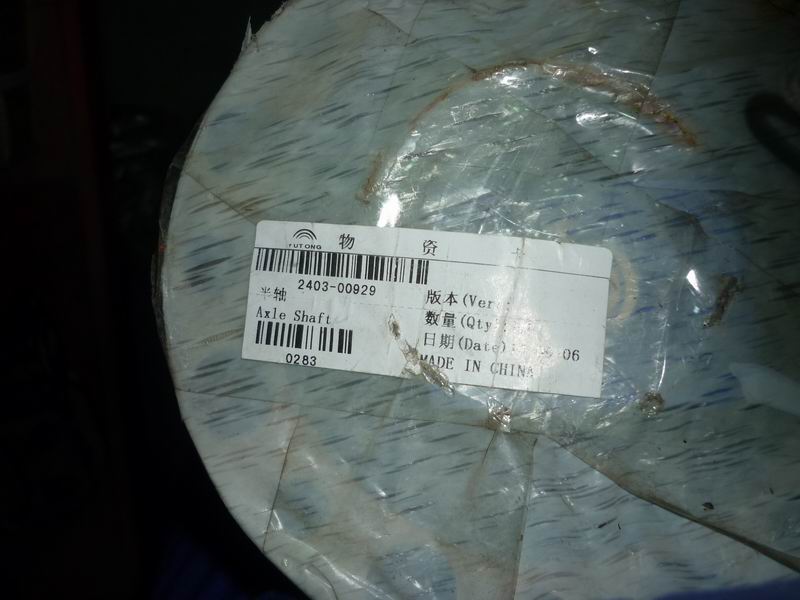 YUTONG 物 资
2403-00929
半轴
Axle Shaft
0283
版本(Ver
数量(Qty
日期(Date) 06
MADE IN CHINA